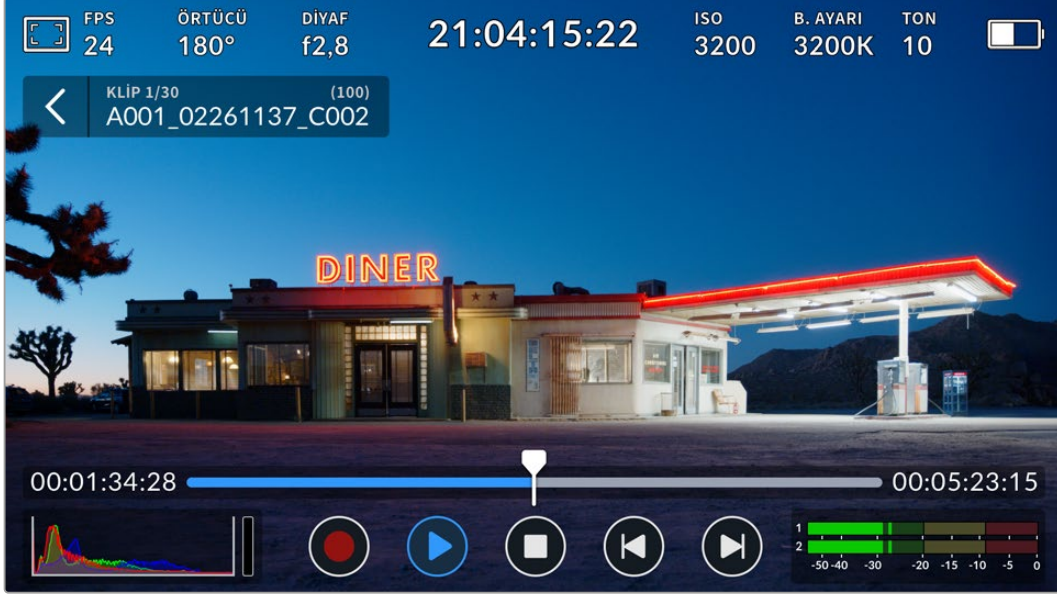 FPS ÖRTÜCÜ DİYAF 21:04:15:22 ISO B. AYARI TON
24 180° f2,8 3200 3200K 10
KLİP 1/30 (100)
A001_02261137_C002
DINER
00:01:34:28 00:05:23:15
1
2
-50 -40 -30 -20 -15 -10 -5 0